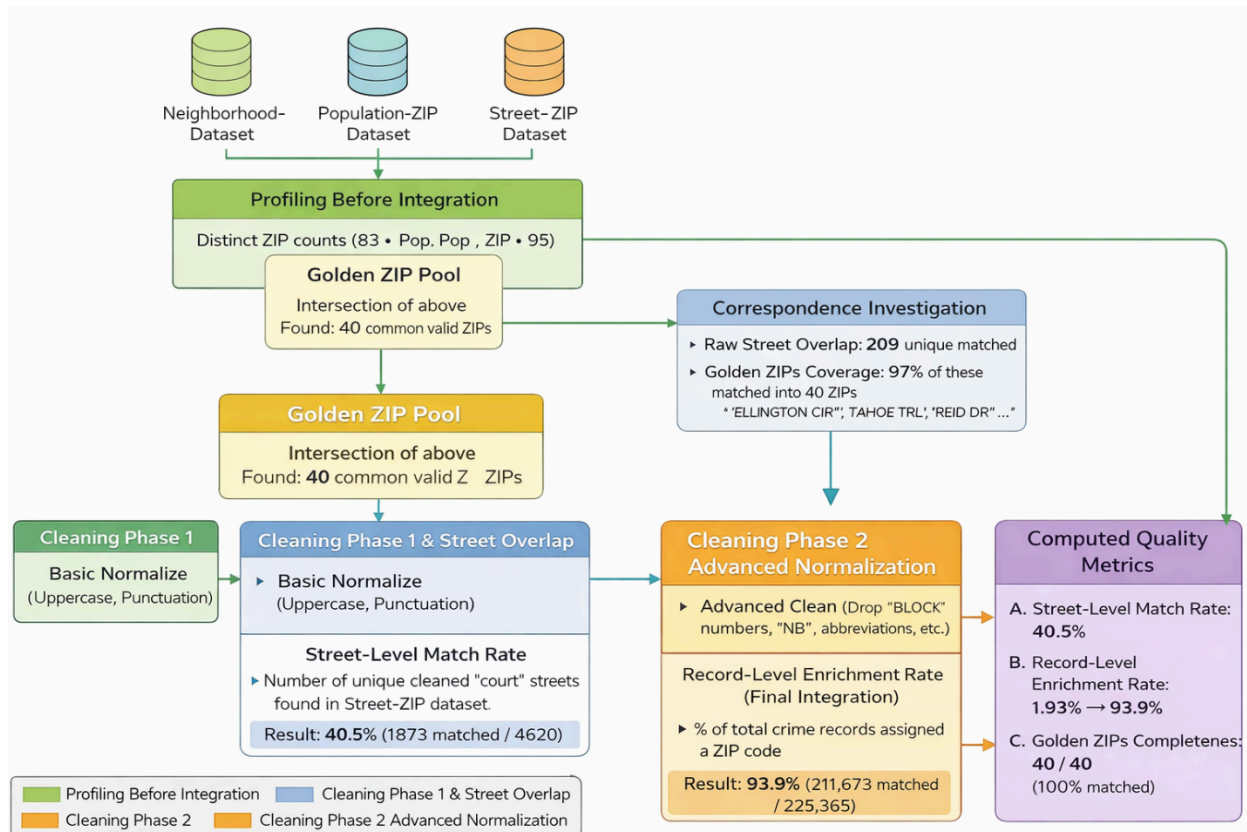 Neighborhood-
Dataset
Population-ZIP
Dataset
Street-ZIP
Dataset
Profiling Before Integration
Distinct ZIP counts (83 • Pop. Pop , ZIP • 95)
Golden ZIP Pool
Intersection of above
Found: 40 common valid ZIPs
Correspondence Investigation
▸ Raw Street Overlap: 209 unique matched
▸ Golden ZIPs Coverage: 97% of these
matched into 40 ZIPs
" 'ELLINGTON CIR'', TAHOE TRL', 'REID DR" ..."
Golden ZIP Pool
Intersection of above
Found: 40 common valid Z ZIPs
Cleaning Phase 1
Basic Normalize
(Uppercase, Punctuation)
Cleaning Phase 1 & Street Overlap
▸ Basic Normalize
(Uppercase, Punctuation)
Street-Level Match Rate
▸ Number of unique cleaned "court" streets
found in Street-ZIP dataset.
Result: 40.5% (1873 matched / 4620)
Cleaning Phase 2
Advanced Normalization
▸ Advanced Clean (Drop "BLOCK"
numbers, "NB", abbreviations, etc.)
Record-Level Enrichment Rate
(Final Integration)
▸ % of total crime records assigned
a ZIP code
Result: 93.9% (211,673 matched
/ 225,365)
Computed Quality
Metrics
A. Street-Level Match Rate:
40.5%
B. Record-Level
Enrichment Rate:
1.93% → 93.9%
C. Golden ZIPs Completenes:
40 / 40
(100% matched)
Profiling Before Integration
Cleaning Phase 1 & Street Overlap
Cleaning Phase 2
Cleaning Phase 2 Advanced Normalization